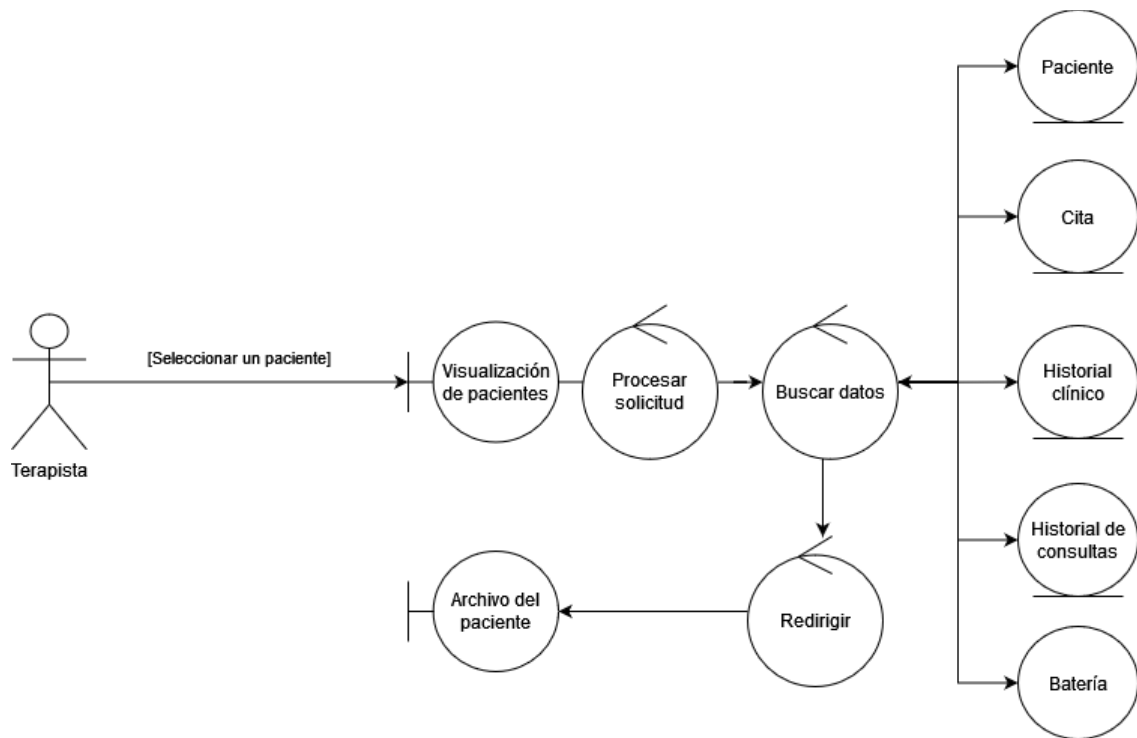 Paciente
Cita
[Seleccionar un paciente]
Terapista
Visualización
de pacientes
Procesar
solicitud
Buscar datos
Historial
clínico
Historial de
consultas
Archivo del
paciente
Redirigir
Batería